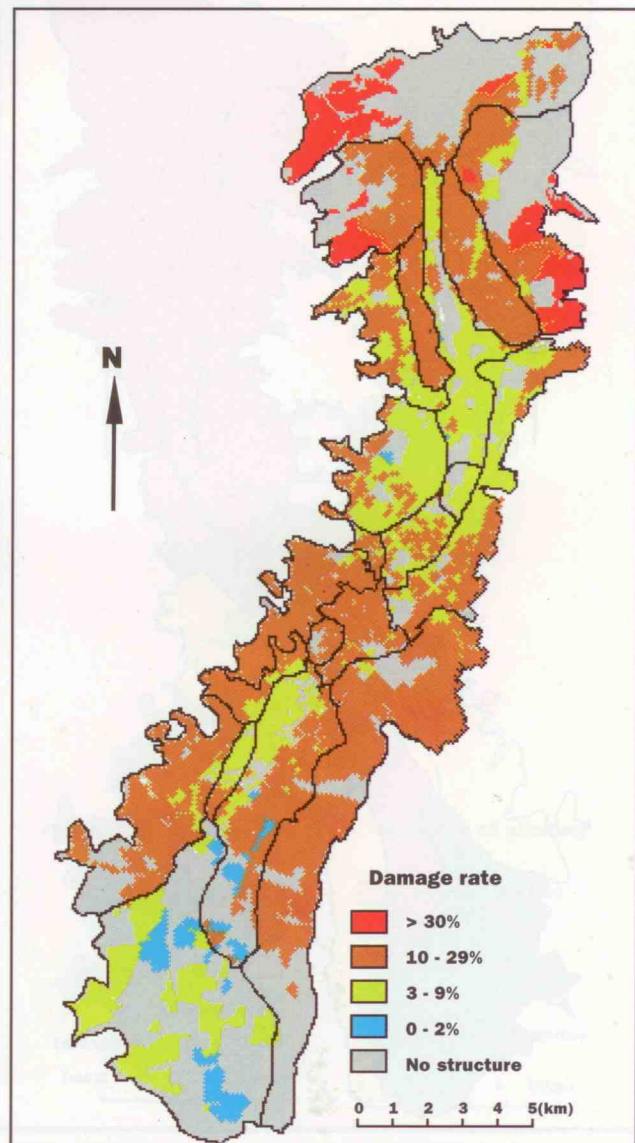 N
Damage rate
> 30%
10 - 29%
3 - 9%
0 - 2%
No structure
0 1 2 3 4 5(km)